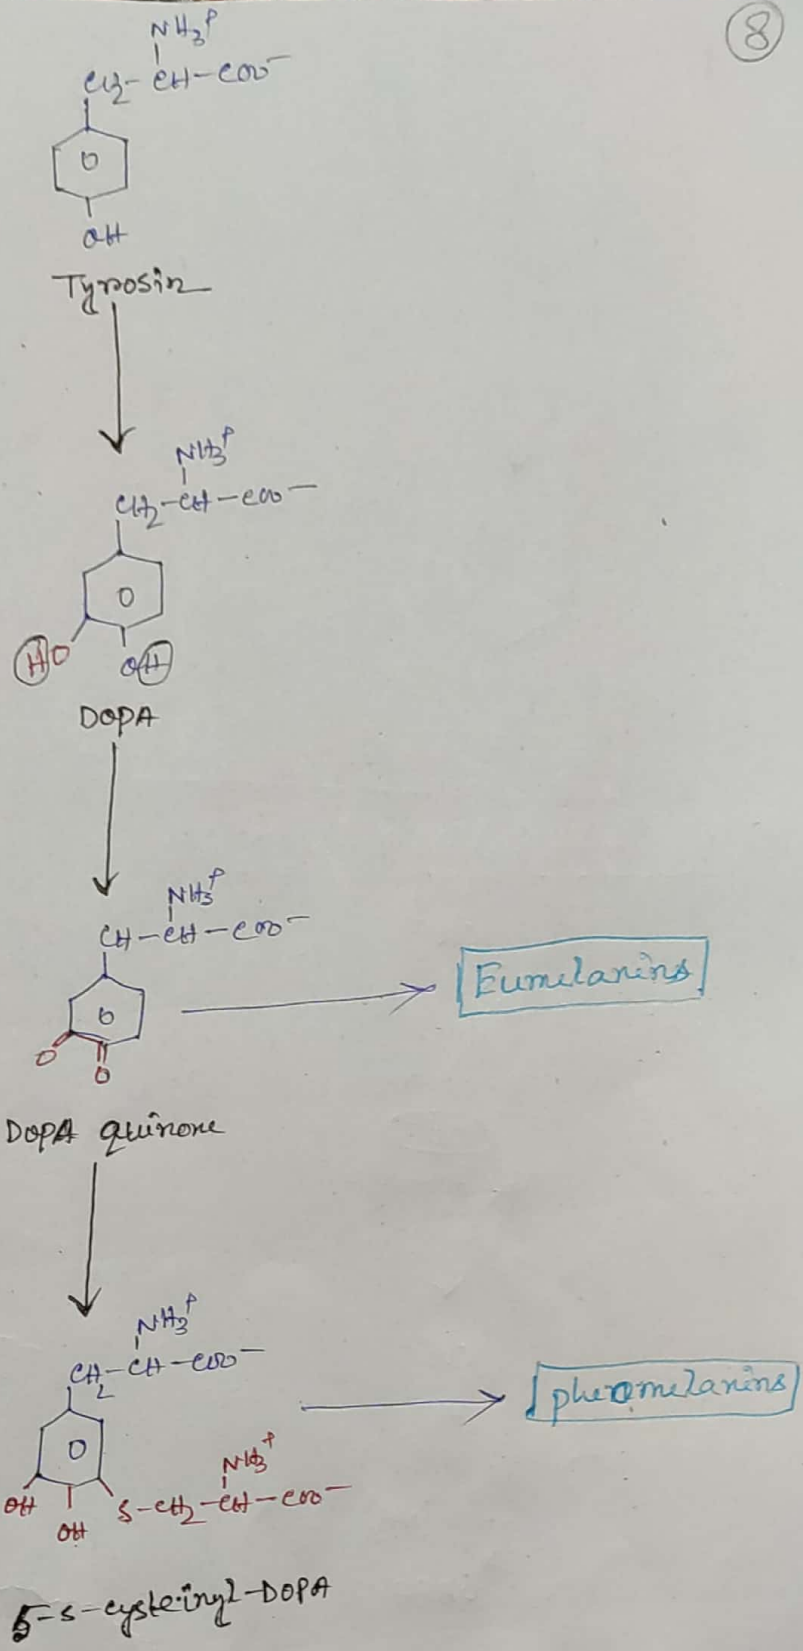 8
NH₃⁺
CH₂-CH-COO⁻
OH
Tyrosin
NH₃⁺
CH₂-CH-COO⁻
HO OH
DOPA
NH₃⁺
CH-CH-COO⁻
Eumelanins
O
O
DOPA quinone
NH₃⁺
CH₂-CH-COO⁻
pheomelanins
NH₃⁺
OH S-CH₂-CH-COO⁻
OH
5-S-cysteinyl-DOPA